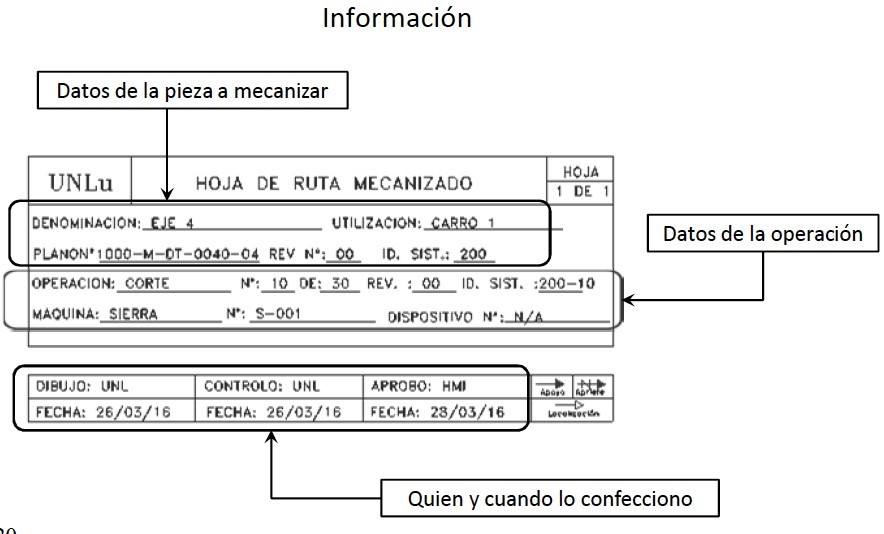 Información
Datos de la pieza a mecanizar
UNLu HOJA DE RUTA MECANIZADO HOJA
1 DE 1
DENOMINACION: EJE 4 UTILIZACION: CARRO 1
PLANON°1000-M-DT-0040-04 REV N°: 00 ID. SIST.: 200
Datos de la operación
OPERACION: CORTE N°: 10 DE: 30 REV. : 00 ID. SIST. :200-10
MAQUINA: SIERRA N°: S-001 DISPOSITIVO N°: N/A
DIBUJO: UNL CONTROLO: UNL APROBO: HMI Apoyo Apriete
FECHA: 26/03/16 FECHA: 26/03/16 FECHA: 28/03/16 Localización
Quien y cuando lo confecciono